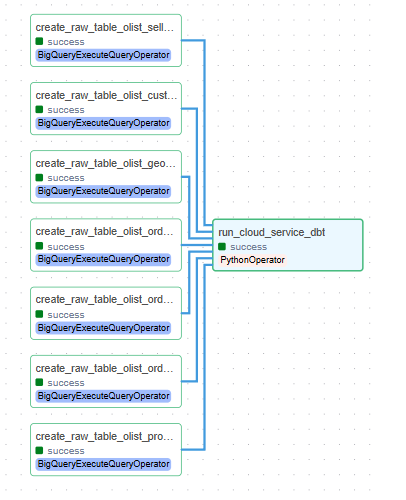 create_raw_table_olist_sell...
success
BigQueryExecuteQueryOperator
create_raw_table_olist_cust...
success
BigQueryExecuteQueryOperator
create_raw_table_olist_geo...
success
BigQueryExecuteQueryOperator
create_raw_table_olist_ord...
success
BigQueryExecuteQueryOperator
run_cloud_service_dbt
success
PythonOperator
create_raw_table_olist_ord...
success
BigQueryExecuteQueryOperator
create_raw_table_olist_ord...
success
BigQueryExecuteQueryOperator
create_raw_table_olist_pro...
success
BigQueryExecuteQueryOperator